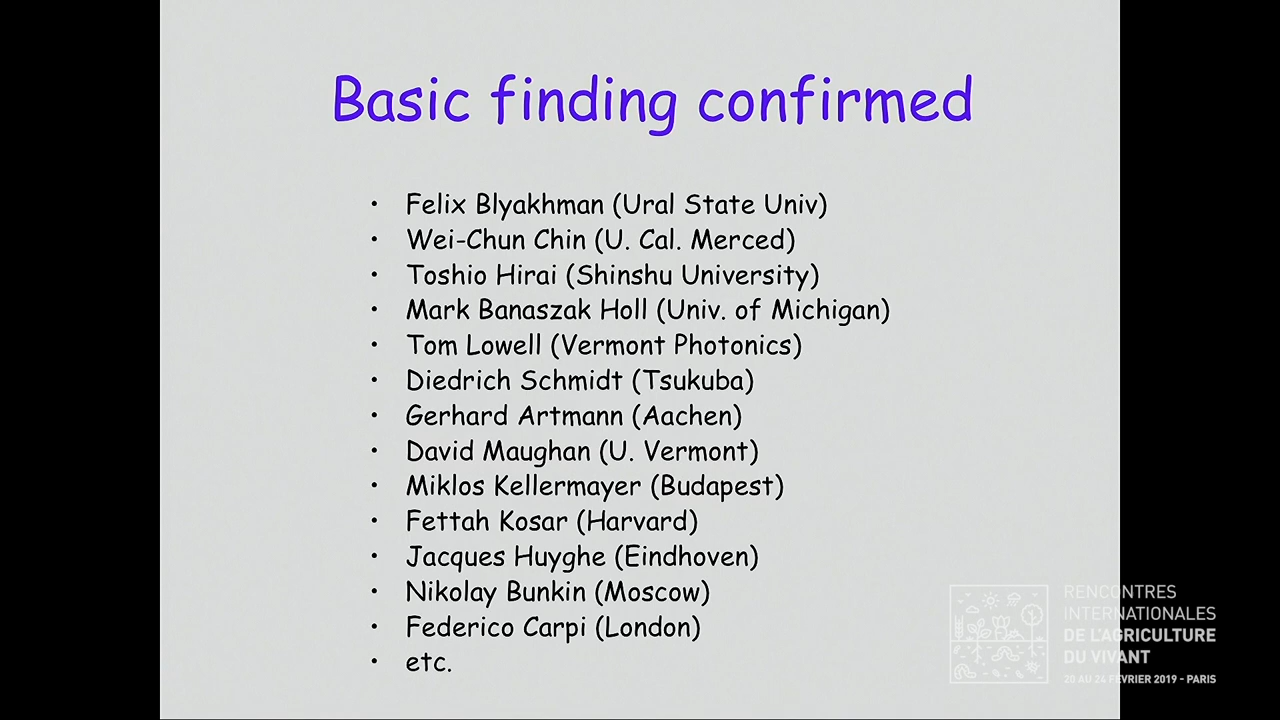 Basic finding confirmed
• Felix Blyakhman (Ural State Univ)
• Wei-Chun Chin (U. Cal. Merced)
• Toshio Hirai (Shinshu University)
• Mark Banaszak Holl (Univ. of Michigan)
• Tom Lowell (Vermont Photonics)
• Diedrich Schmidt (Tsukuba)
• Gerhard Artmann (Aachen)
• David Maughan (U. Vermont)
• Miklos Kellermayer (Budapest)
• Fettah Kosar (Harvard)
• Jacques Huyghe (Eindhoven)
• Nikolay Bunkin (Moscow)
• Federico Carpi (London)
• etc.
RENCONTRES
INTERNATIONALES
DE L'AGRICULTURE
DU VIVANT
20 AU 24 FÉVRIER 2019 - PARIS